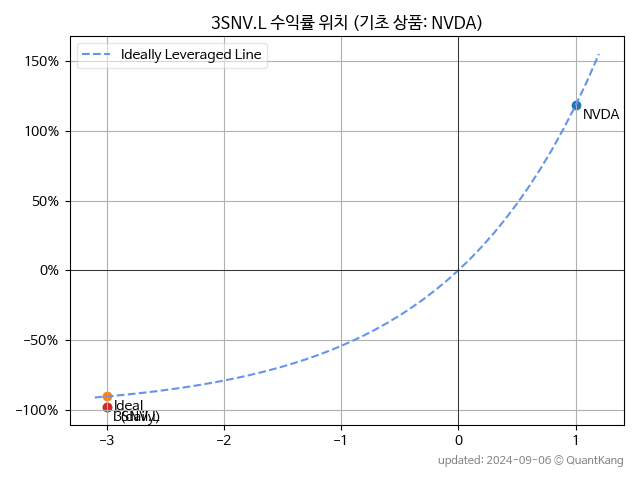 3SNV.L 수익률 위치 (기초 상품: NVDA)
Ideally Leveraged Line
150%
100%
50%
0%
−50%
−100%
NVDA
Ideal
−3
−2
−1
0
1
updated: 2024-09-06 © QuantKang